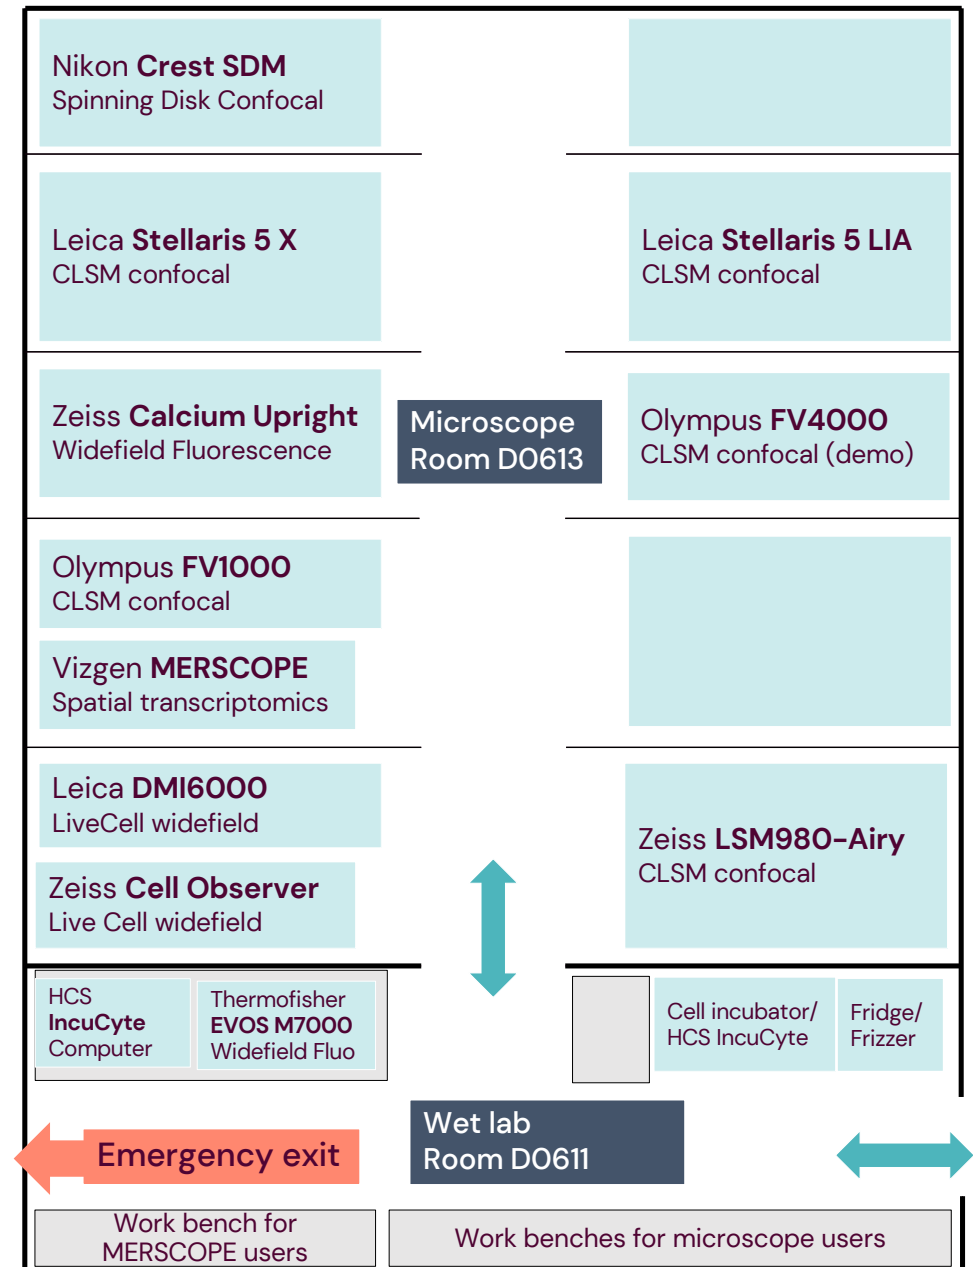 Nikon Crest SDM
Spinning Disk Confocal
Leica Stellaris 5 X
CLSM confocal
Leica Stellaris 5 LIA
CLSM confocal
Zeiss Calcium Upright
Widefield Fluorescence
Microscope
Room D0613
Olympus FV4000
CLSM confocal (demo)
Olympus FV1000
CLSM confocal
Vizgen MERSCOPE
Spatial transcriptomics
Leica DMI6000
LiveCell widefield
Zeiss Cell Observer
Live Cell widefield
Zeiss LSM980-Airy
CLSM confocal
HCS
IncuCyte
Computer
Thermofisher
EVOS M7000
Widefield Fluo
Cell incubator/
HCS IncuCyte
Fridge/
Frizzer
Emergency exit
Wet lab
Room D0611
Work bench for
MERSCOPE users
Work benches for microscope users